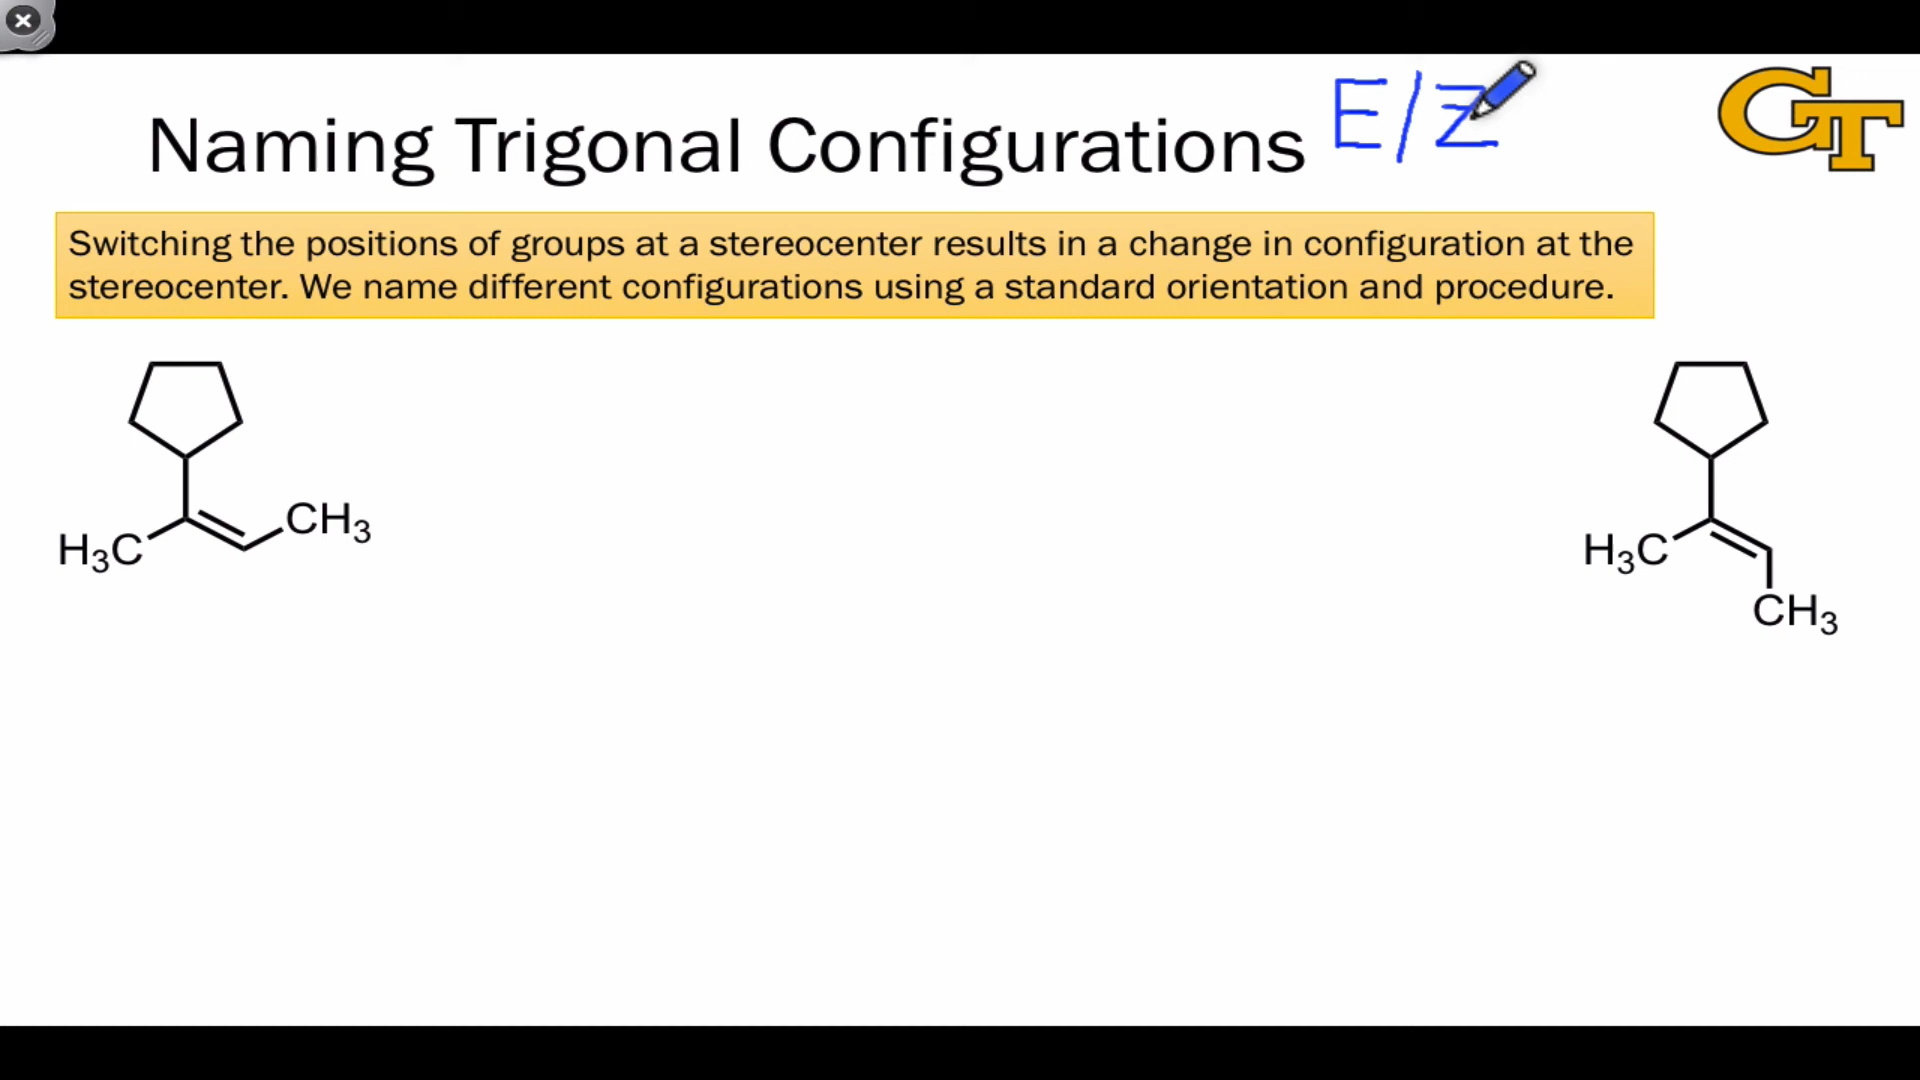 Naming Trigonal Configurations E/Z
GT
Switching the positions of groups at a stereocenter results in a change in configuration at the
stereocenter. We name different configurations using a standard orientation and procedure.
H₃C CH₃
H₃C
CH₃